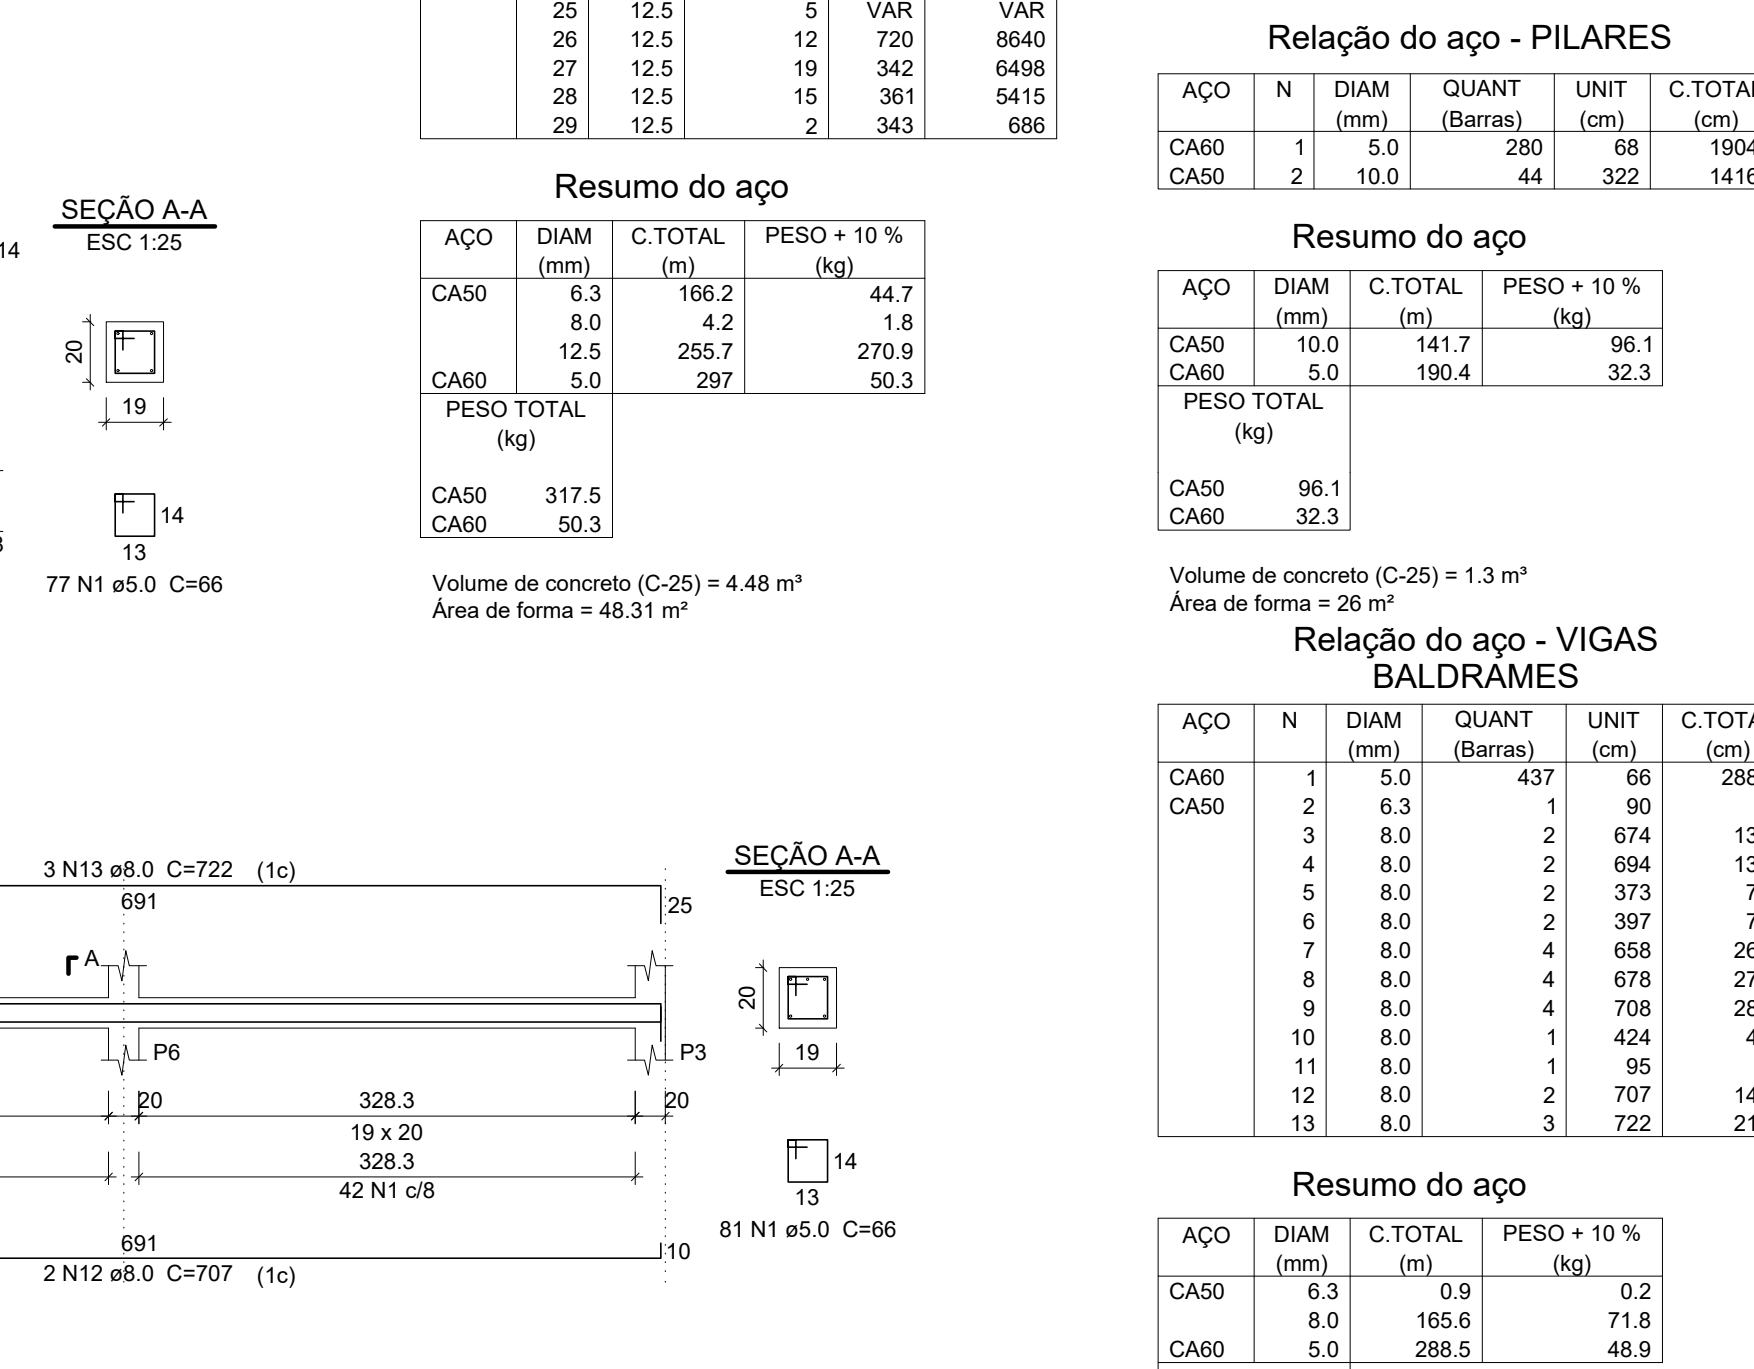 25 12.5 5 VAR VAR
26 12.5 12 720 8640
27 12.5 19 342 6498
28 12.5 15 361 5415
29 12.5 2 343 686
Resumo do aço
AÇO DIAM C.TOTAL PESO + 10 %
(mm) (m) (kg)
CA50 6.3 166.2 44.7
8.0 4.2 1.8
12.5 255.7 270.9
CA60 5.0 297 50.3
PESO TOTAL
(kg)
CA50 317.5
CA60 50.3
Volume de concreto (C-25) = 4.48 m³
Área de forma = 48.31 m²
SEÇÃO A-A
ESC 1:25
14
20
19
14
13
77 N1 ø5.0 C=66
Relação do aço - PILARES
AÇO N DIAM QUANT UNIT C.TOTAL
(mm) (Barras) (cm) (cm)
CA60 1 5.0 280 68 1904
CA50 2 10.0 44 322 1416
Resumo do aço
AÇO DIAM C.TOTAL PESO + 10 %
(mm) (m) (kg)
CA50 10.0 141.7 96.1
CA60 5.0 190.4 32.3
PESO TOTAL
(kg)
CA50 96.1
CA60 32.3
Volume de concreto (C-25) = 1.3 m³
Área de forma = 26 m²
Relação do aço - VIGAS
BALDRAMES
AÇO N DIAM QUANT UNIT C.TOTA
(mm) (Barras) (cm) (cm)
CA60 1 5.0 437 66 288
CA50 2 6.3 1 90
3 8.0 2 674 13
4 8.0 2 694 13
5 8.0 2 373 7
6 8.0 2 397 7
7 8.0 4 658 26
8 8.0 4 678 27
9 8.0 4 708 28
10 8.0 1 424 4
11 8.0 1 95
12 8.0 2 707 14
13 8.0 3 722 21
Resumo do aço
AÇO DIAM C.TOTAL PESO + 10 %
(mm) (m) (kg)
CA50 6.3 0.9 0.2
8.0 165.6 71.8
CA60 5.0 288.5 48.9
3 N13 ø8.0 C=722 (1c)
691
25
A
P6 P3
20 328.3 20
19 x 20
328.3
42 N1 c/8
691
10
2 N12 ø8.0 C=707 (1c)
SEÇÃO A-A
ESC 1:25
20
19
14
13
81 N1 ø5.0 C=66